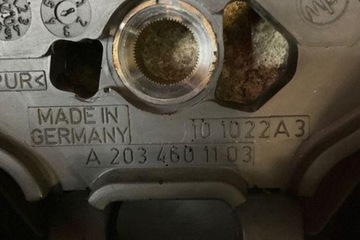 PUR<
MADE IN
GERMANY
10 1022A3
A 203 460 11 03